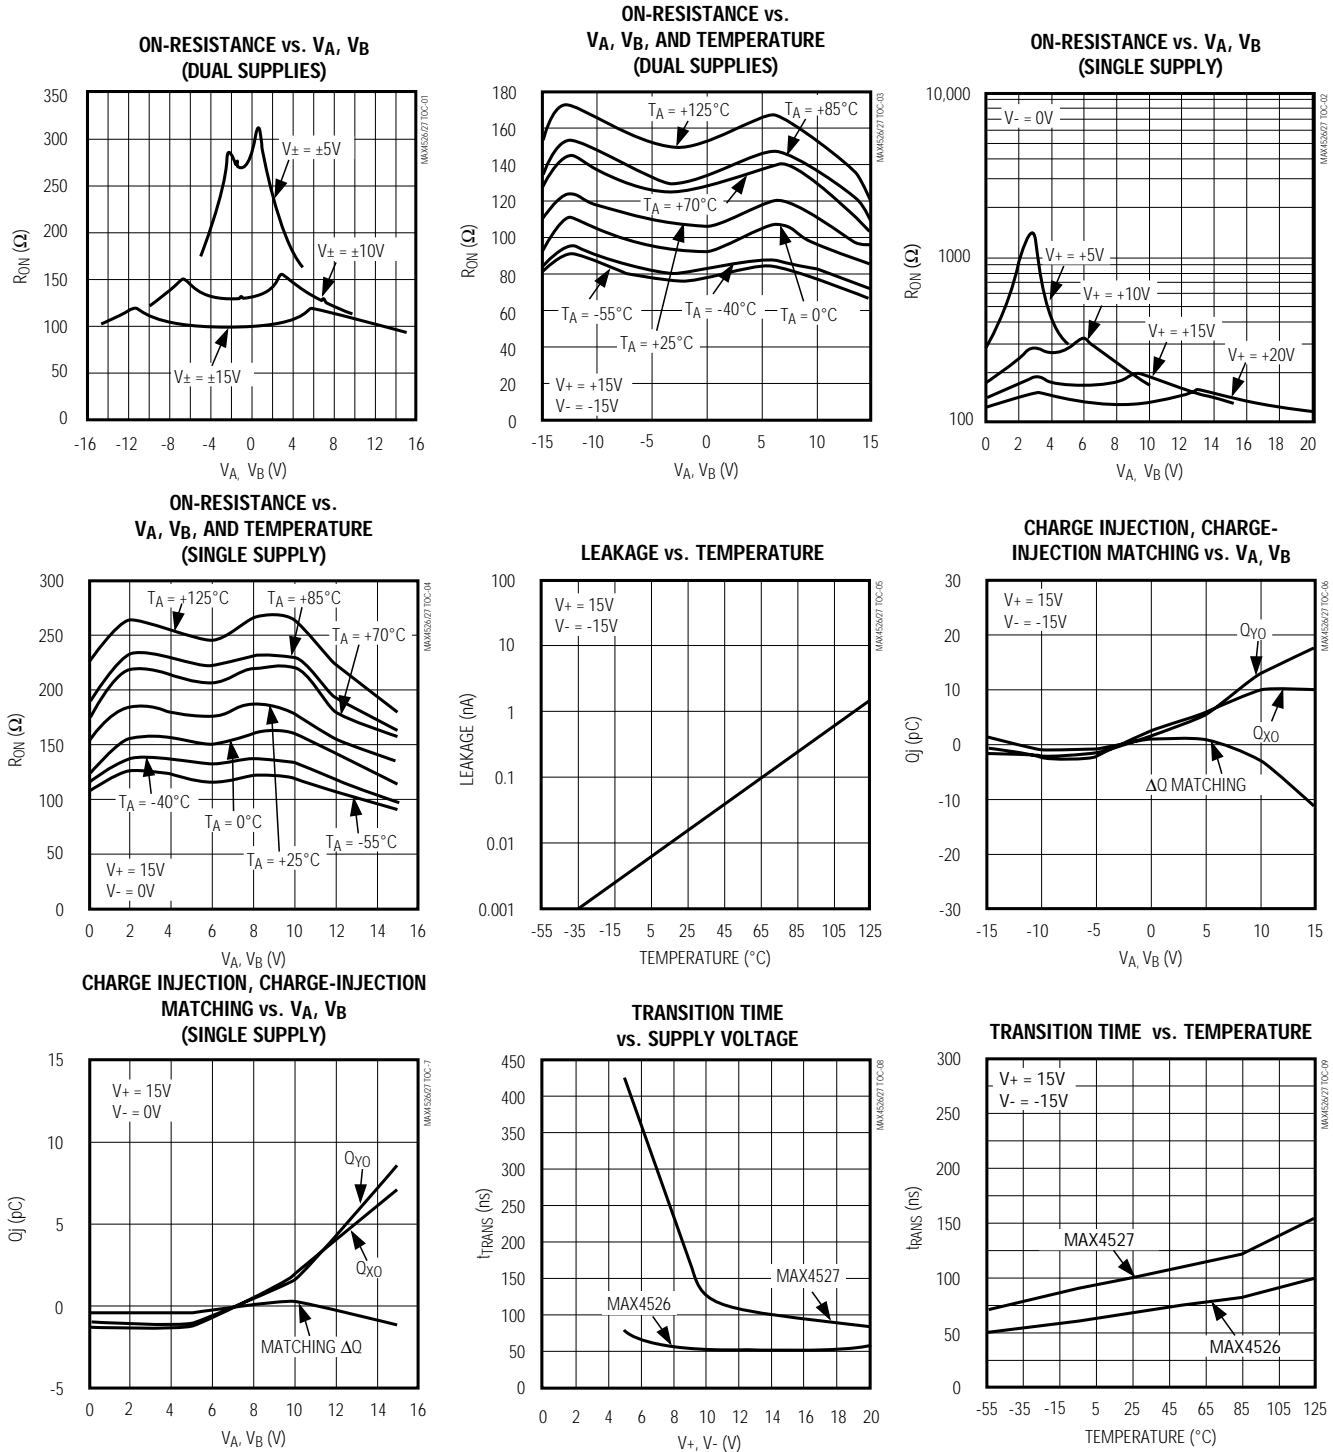 ON-RESISTANCE vs. VA, VB
(DUAL SUPPLIES)
MAX4526/27 TOC-01
RON (Ω)
350
300
250
200
150
100
50
0
V± = ±5V
V± = ±10V
V± = ±15V
-16 -12 -8 -4 0 4 8 12 16
VA, VB (V)
ON-RESISTANCE vs.
VA, VB, AND TEMPERATURE
(DUAL SUPPLIES)
MAX4526/27 TOC-03
RON (Ω)
180
160
140
120
100
80
60
40
20
0
TA = +125°C
TA = +85°C
TA = +70°C
TA = -55°C
TA = -40°C
TA = 0°C
TA = +25°C
V+ = +15V
V- = -15V
-15 -10 -5 0 5 10 15
VA, VB (V)
ON-RESISTANCE vs. VA, VB
(SINGLE SUPPLY)
MAX4526/27 TOC-02
RON (Ω)
10,000
1000
100
V- = 0V
V+ = +5V
V+ = +10V
V+ = +15V
V+ = +20V
0 2 4 6 8 10 12 14 16 18 20
VA, VB (V)
ON-RESISTANCE vs.
VA, VB, AND TEMPERATURE
(SINGLE SUPPLY)
MAX4526/27 TOC-04
RON (Ω)
300
250
200
150
100
50
0
TA = +125°C
TA = +85°C
TA = +70°C
TA = -40°C
TA = 0°C
TA = -55°C
TA = +25°C
V+ = 15V
V- = 0V
0 2 4 6 8 10 12 14 16
VA, VB (V)
LEAKAGE vs. TEMPERATURE
MAX4526/27 TOC-05
LEAKAGE (nA)
100
10
1
0.1
0.01
0.001
V+ = 15V
V- = -15V
-55 -35 -15 5 25 45 65 85 105 125
TEMPERATURE (°C)
CHARGE INJECTION, CHARGE-
INJECTION MATCHING vs. VA, VB
MAX4526/27 TOC-06
Qj (pC)
30
20
10
0
-10
-20
-30
V+ = 15V
V- = -15V
QYO
QXO
ΔQ MATCHING
-15 -10 -5 0 5 10 15
VA, VB (V)
CHARGE INJECTION, CHARGE-INJECTION
MATCHING vs. VA, VB
(SINGLE SUPPLY)
MAX4526/27 TOC-7
Qj (pC)
15
10
5
0
-5
V+ = 15V
V- = 0V
QYO
QXO
MATCHING ΔQ
0 2 4 6 8 10 12 14 16
VA, VB (V)
TRANSITION TIME
vs. SUPPLY VOLTAGE
MAX4526/27 TOC-08
tTRANS (ns)
450
400
350
300
250
200
150
100
50
0
MAX4527
MAX4526
0 2 4 6 8 10 12 14 16 18 20
V+, V- (V)
TRANSITION TIME vs. TEMPERATURE
MAX4526/27 TOC-09
tRANS (ns)
300
250
200
150
100
50
0
V+ = 15V
V- = -15V
MAX4527
MAX4526
-55 -35 -15 5 25 45 65 85 105 125
TEMPERATURE (°C)